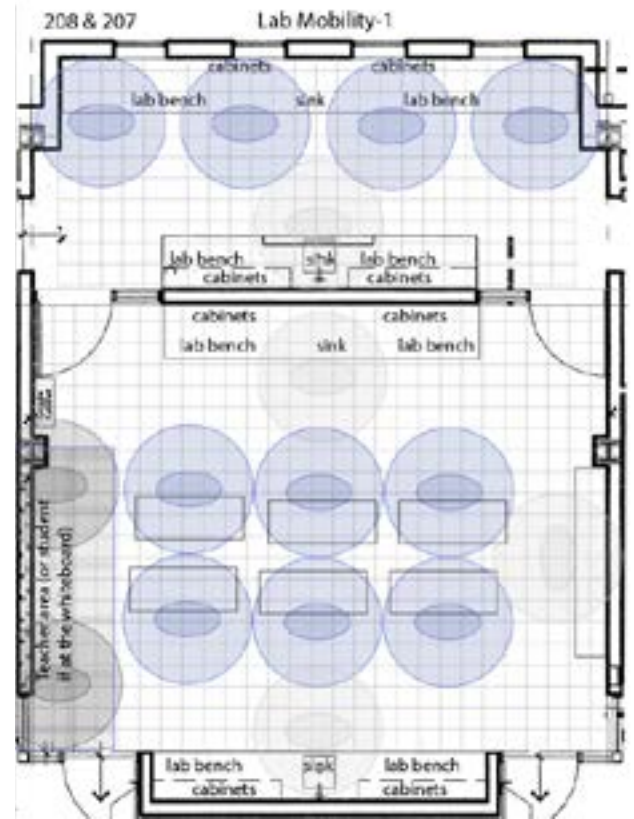 208 & 207 Lab Mobility-1
cabinets cabinets
lab bench sink lab bench
lab bench sink lab bench
cabinets cabinets
cabinets cabinets
lab bench sink lab bench
Teacher area (or student
if at the whiteboard)
lab bench sink lab bench
cabinets cabinets